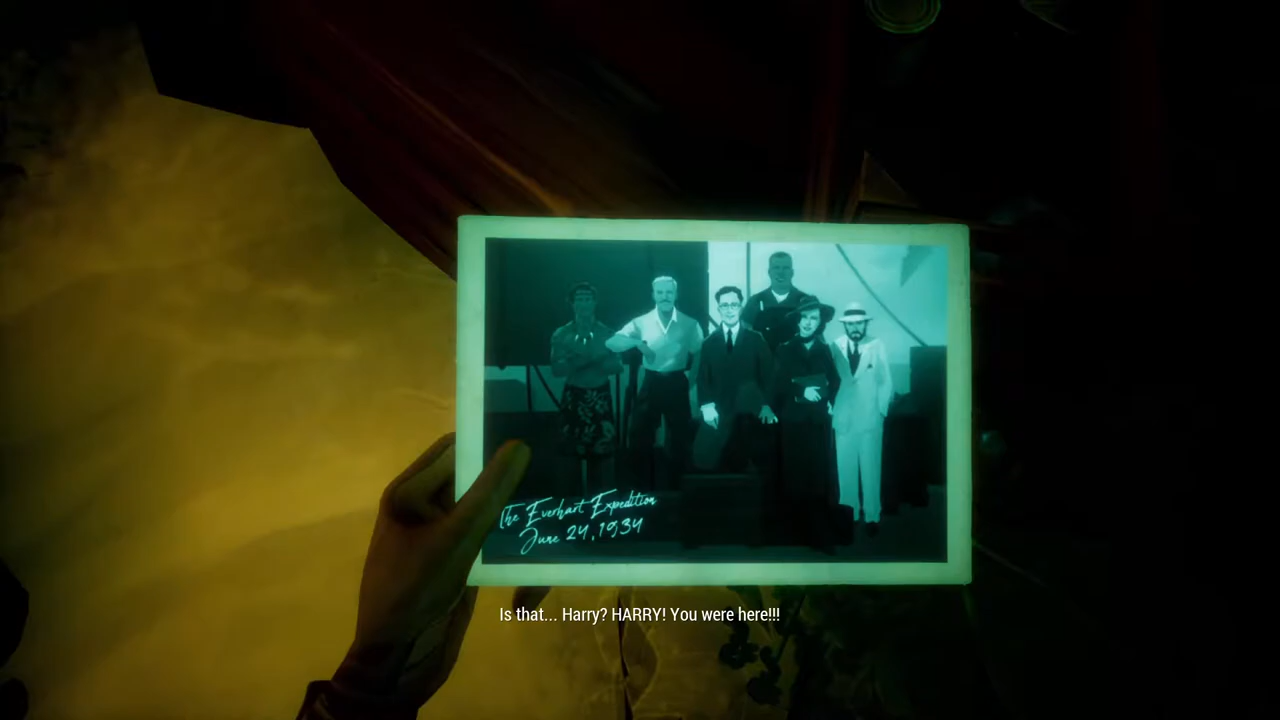 The Everhart Expedition
June 24, 1934
Is that... Harry? HARRY! You were here!!!